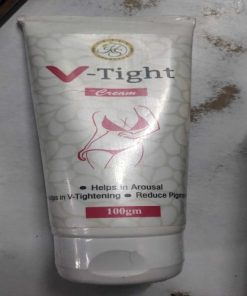 V-Tight
Cream
• Helps in Arousal
in V-Tightening • Reduce
100gm